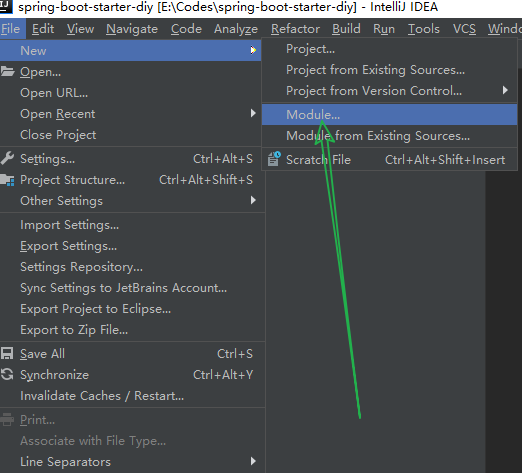 spring-boot-starter-diy [E:\Codes\spring-boot-starter-diy] - IntelliJ IDEA
File Edit View Navigate Code Analyze Refactor Build Run Tools VCS Windo
New
Project...
Open...
Project from Existing Sources...
Open URL...
Project from Version Control...
Open Recent
Module...
Close Project
Module from Existing Sources...
Settings... Ctrl+Alt+S
Scratch File Ctrl+Alt+Shift+Insert
Project Structure... Ctrl+Alt+Shift+S
Other Settings
Import Settings...
Export Settings...
Settings Repository...
Sync Settings to JetBrains Account...
Export Project to Eclipse...
Export to Zip File...
Save All Ctrl+S
Synchronize Ctrl+Alt+Y
Invalidate Caches / Restart...
Print...
Associate with File Type...
Line Separators